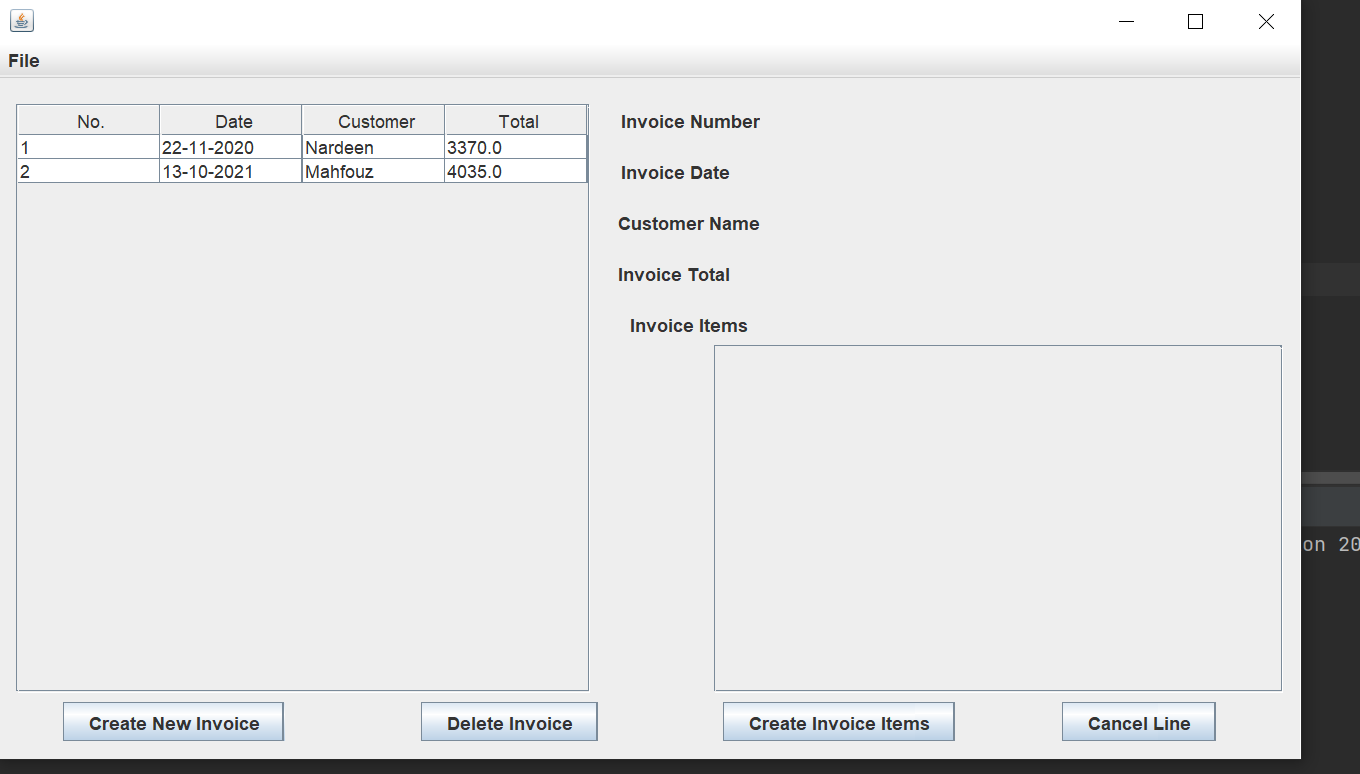 File
No. Date Customer Total
1 22-11-2020 Nardeen 3370.0
2 13-10-2021 Mahfouz 4035.0
Invoice Number
Invoice Date
Customer Name
Invoice Total
Invoice Items
on 20
Create New Invoice Delete Invoice Create Invoice Items Cancel Line